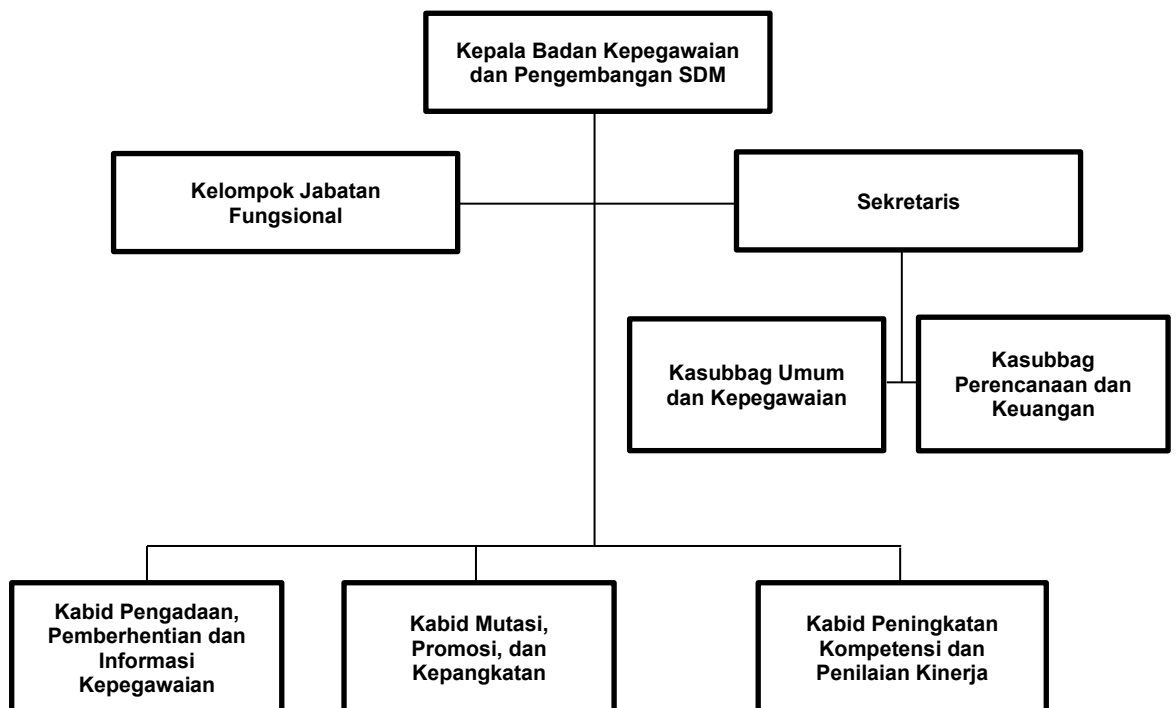 Kepala Badan Kepegawaian
dan Pengembangan SDM
Kelompok Jabatan
Fungsional
Sekretaris
Kasubbag Umum
dan Kepegawaian
Kasubbag
Perencanaan dan
Keuangan
Kabid Pengadaan,
Pemberhentian dan
Informasi
Kepegawaian
Kabid Mutasi,
Promosi, dan
Kepangkatan
Kabid Peningkatan
Kompetensi dan
Penilaian Kinerja